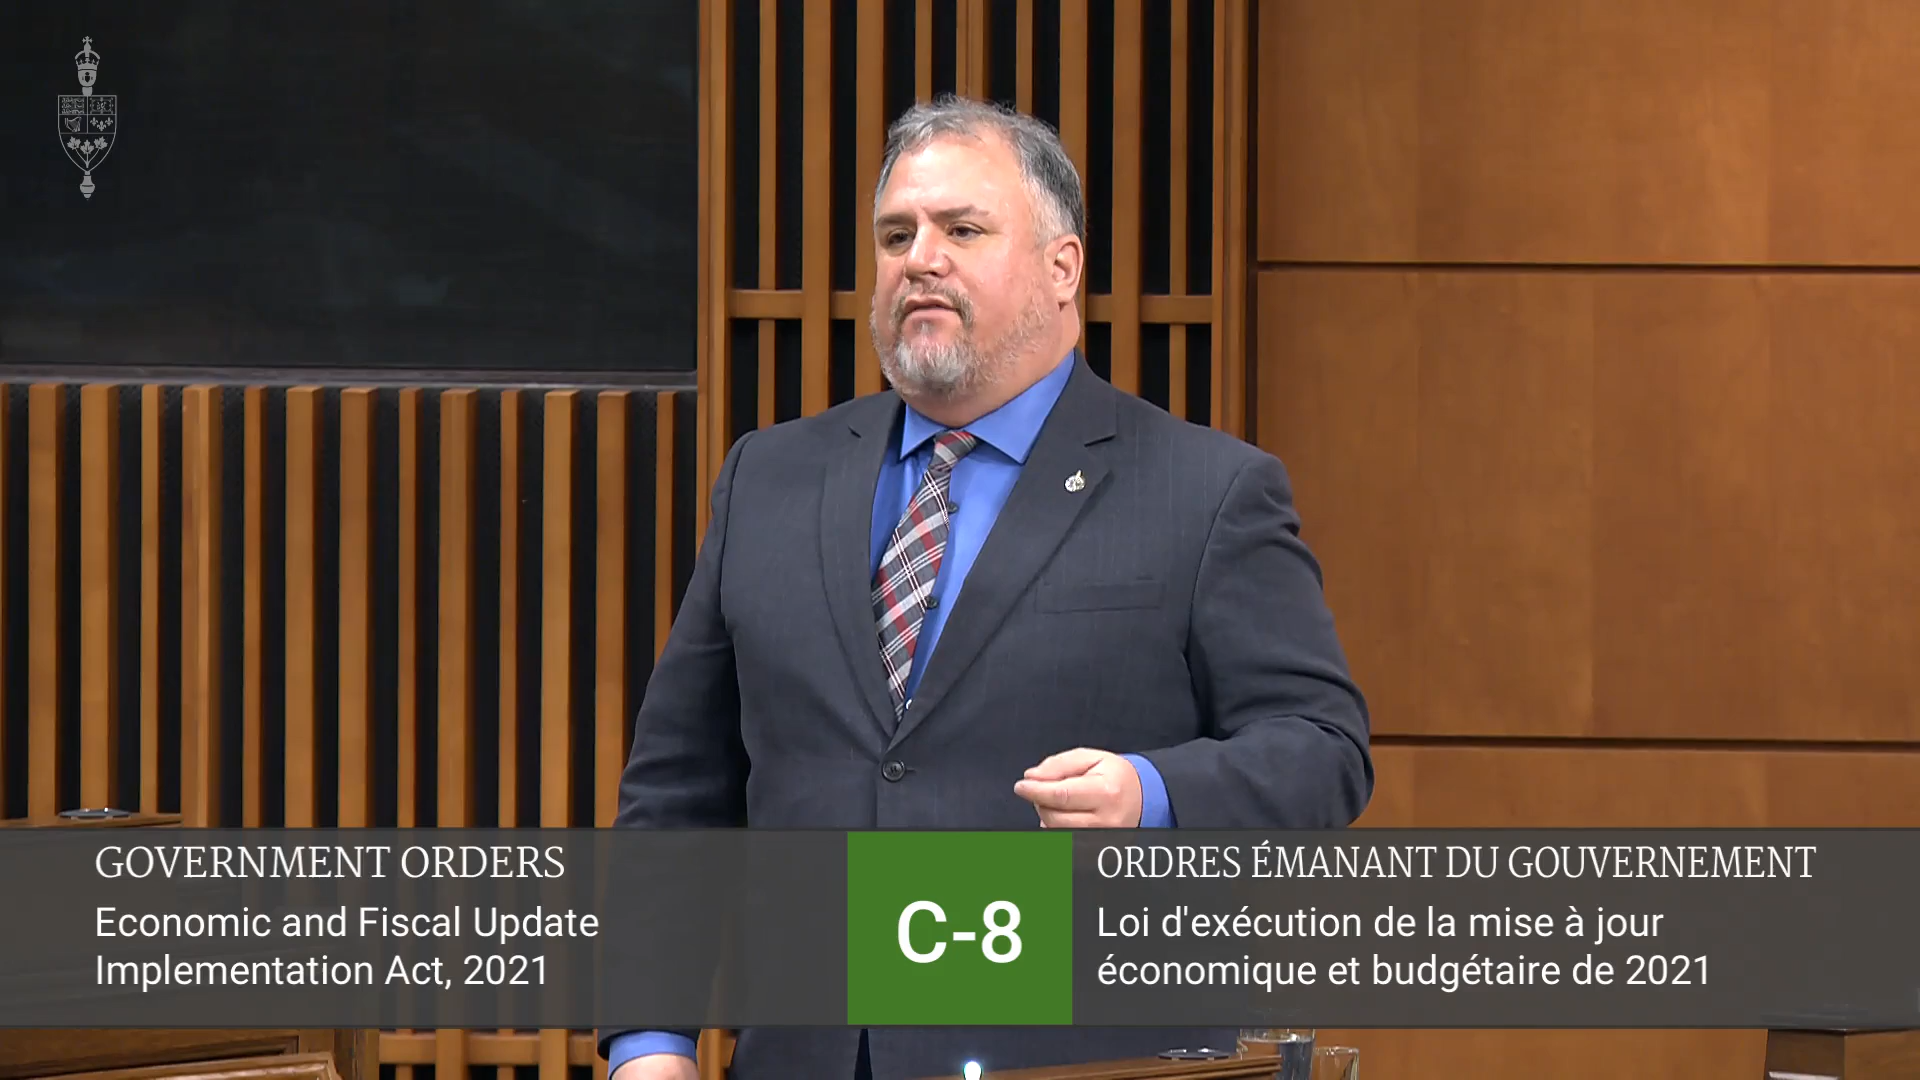 GOVERNMENT ORDERS
Economic and Fiscal Update
Implementation Act, 2021
C-8
ORDRES ÉMANANT DU GOUVERNEMENT
Loi d'exécution de la mise à jour
économique et budgétaire de 2021